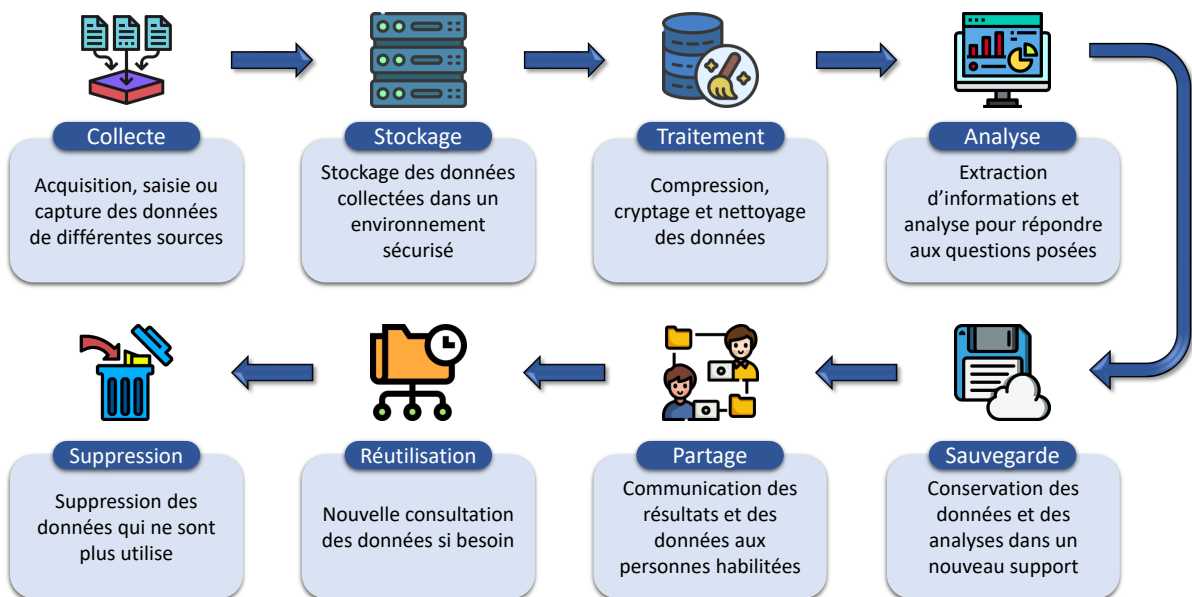 Collecte
Acquisition, saisie ou
capture des données
de différentes sources
Stockage
Stockage des données
collectées dans un
environnement
sécurisé
Traitement
Compression,
cryptage et nettoyage
des données
Analyse
Extraction
d’informations et
analyse pour répondre
aux questions posées
Sauvegarde
Conservation des
données et des
analyses dans un
nouveau support
Partage
Communication des
résultats et des
données aux
personnes habilitées
Réutilisation
Nouvelle consultation
des données si besoin
Suppression
Suppression des
données qui ne sont
plus utilise